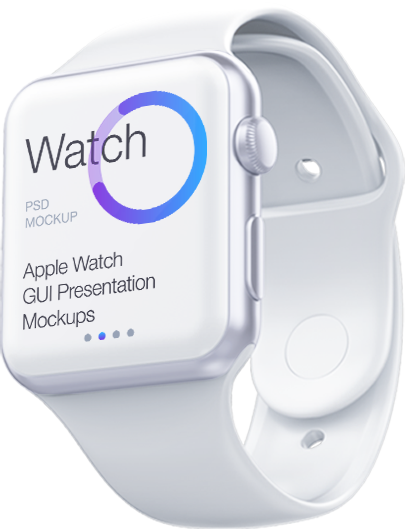 Watch
PSD
MOCKUP
Apple Watch
GUI Presentation
Mockups